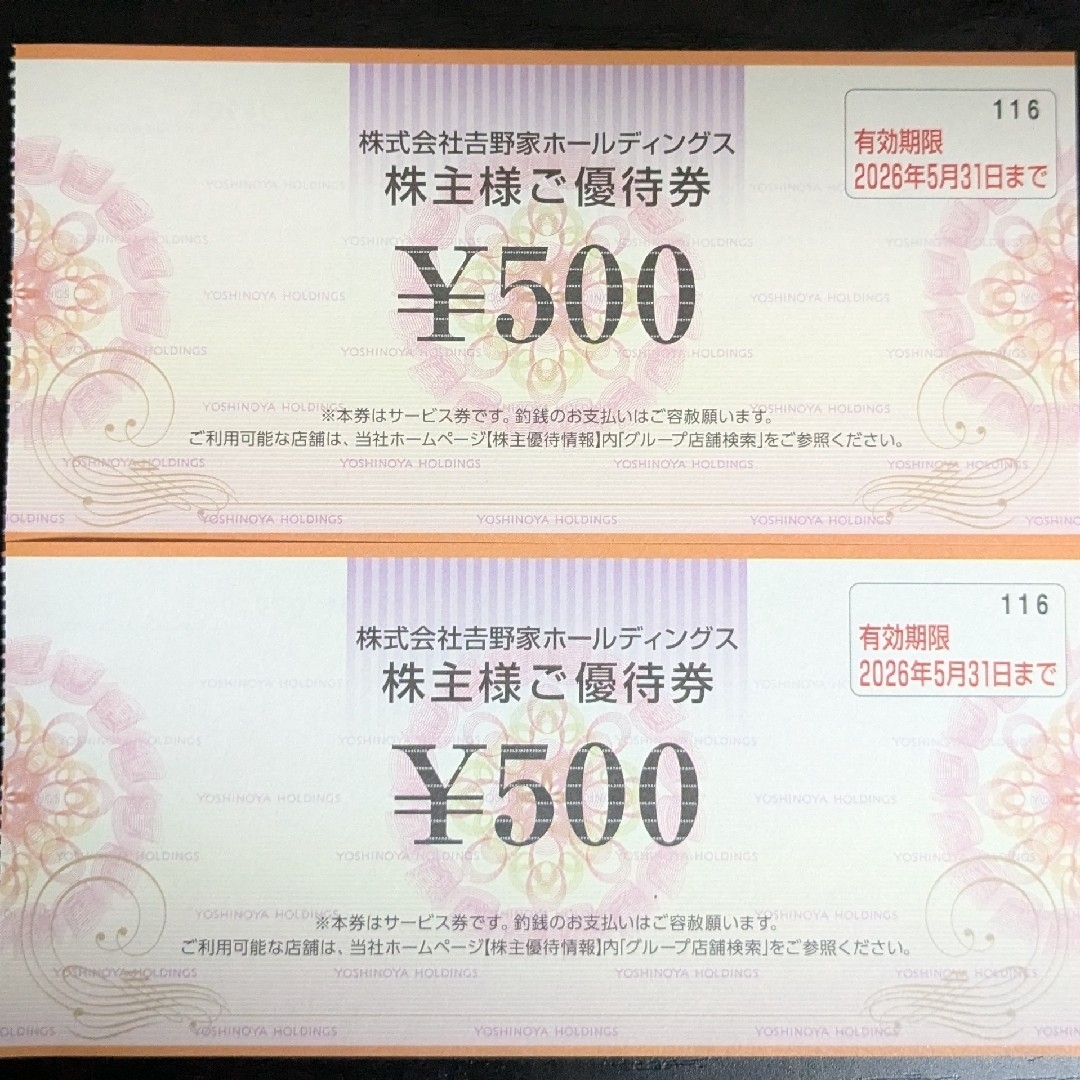 116
有効期限
2026年5月31日まで
株式会社𠮷野家ホールディングス
株主様ご優待券
¥500
※本券はサービス券です。釣銭のお支払いはご容赦願います。
ご利用可能な店舗は、当社ホームページ【株主優待情報】内「グループ店舗検索」をご参照ください。
YOSHINOYA HOLDINGS
116
有効期限
2026年5月31日まで
株式会社𠮷野家ホールディングス
株主様ご優待券
¥500
※本券はサービス券です。釣銭のお支払いはご容赦願います。
ご利用可能な店舗は、当社ホームページ【株主優待情報】内「グループ店舗検索」をご参照ください。
YOSHINOYA HOLDINGS